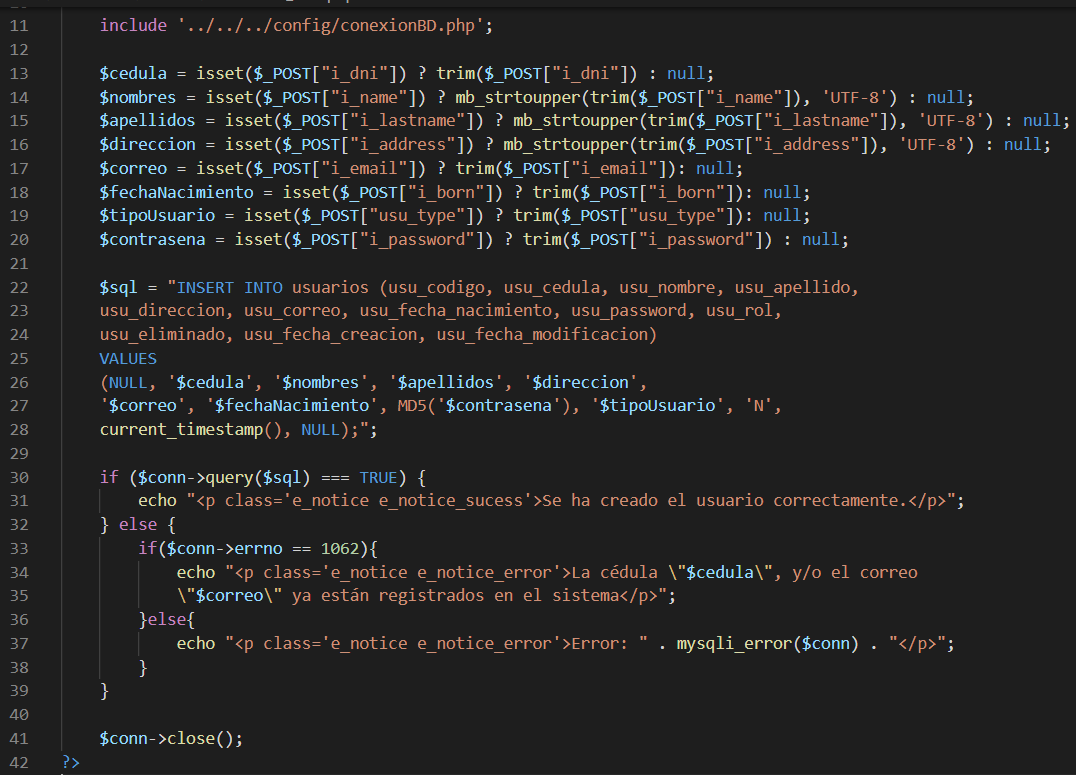 11 include '../../../config/conexionBD.php';
12
13 $cedula = isset($_POST["i_dni"]) ? trim($_POST["i_dni"]) : null;
14 $nombres = isset($_POST["i_name"]) ? mb_strtoupper(trim($_POST["i_name"]), 'UTF-8') : null;
15 $apellidos = isset($_POST["i_lastname"]) ? mb_strtoupper(trim($_POST["i_lastname"]), 'UTF-8') : null;
16 $direccion = isset($_POST["i_address"]) ? mb_strtoupper(trim($_POST["i_address"]), 'UTF-8') : null;
17 $correo = isset($_POST["i_email"]) ? trim($_POST["i_email"]): null;
18 $fechaNacimiento = isset($_POST["i_born"]) ? trim($_POST["i_born"]): null;
19 $tipoUsuario = isset($_POST["usu_type"]) ? trim($_POST["usu_type"]): null;
20 $contrasena = isset($_POST["i_password"]) ? trim($_POST["i_password"]) : null;
21
22 $sql = "INSERT INTO usuarios (usu_codigo, usu_cedula, usu_nombre, usu_apellido,
23 usu_direccion, usu_correo, usu_fecha_nacimiento, usu_password, usu_rol,
24 usu_eliminado, usu_fecha_creacion, usu_fecha_modificacion)
25 VALUES
26 (NULL, '$cedula', '$nombres', '$apellidos', '$direccion',
27 '$correo', '$fechaNacimiento', MD5('$contrasena'), '$tipoUsuario', 'N',
28 current_timestamp(), NULL);";
29
30 if ($conn->query($sql) === TRUE) {
31 echo "<p class='e_notice e_notice_sucess'>Se ha creado el usuario correctamente.</p>";
32 } else {
33 if($conn->errno == 1062){
34 echo "<p class='e_notice e_notice_error'>La cédula \"$cedula\", y/o el correo
35 \"$correo\" ya están registrados en el sistema</p>";
36 }else{
37 echo "<p class='e_notice e_notice_error'>Error: " . mysqli_error($conn) . "</p>";
38 }
39 }
40
41 $conn->close();
42 ?>